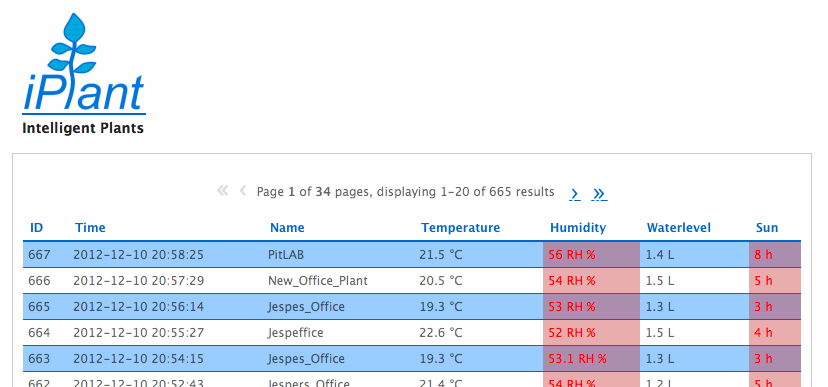 iPlant
Intelligent Plants
« ‹ Page 1 of 34 pages, displaying 1-20 of 665 results › »
ID Time Name Temperature Humidity Waterlevel Sun
667 2012-12-10 20:58:25 PitLAB 21.5 °C 56 RH % 1.4 L 8 h
666 2012-12-10 20:57:29 New_Office_Plant 20.5 °C 54 RH % 1.5 L 5 h
665 2012-12-10 20:56:14 Jespes_Office 19.3 °C 53 RH % 1.3 L 3 h
664 2012-12-10 20:55:27 Jespeffice 22.6 °C 52 RH % 1.5 L 4 h
663 2012-12-10 20:54:15 Jespes_Office 19.3 °C 53.1 RH % 1.3 L 3 h
662 2012-12-10 20:52:43 Jespers_Office 21.4 °C 54 RH % 1.2 L 5 h